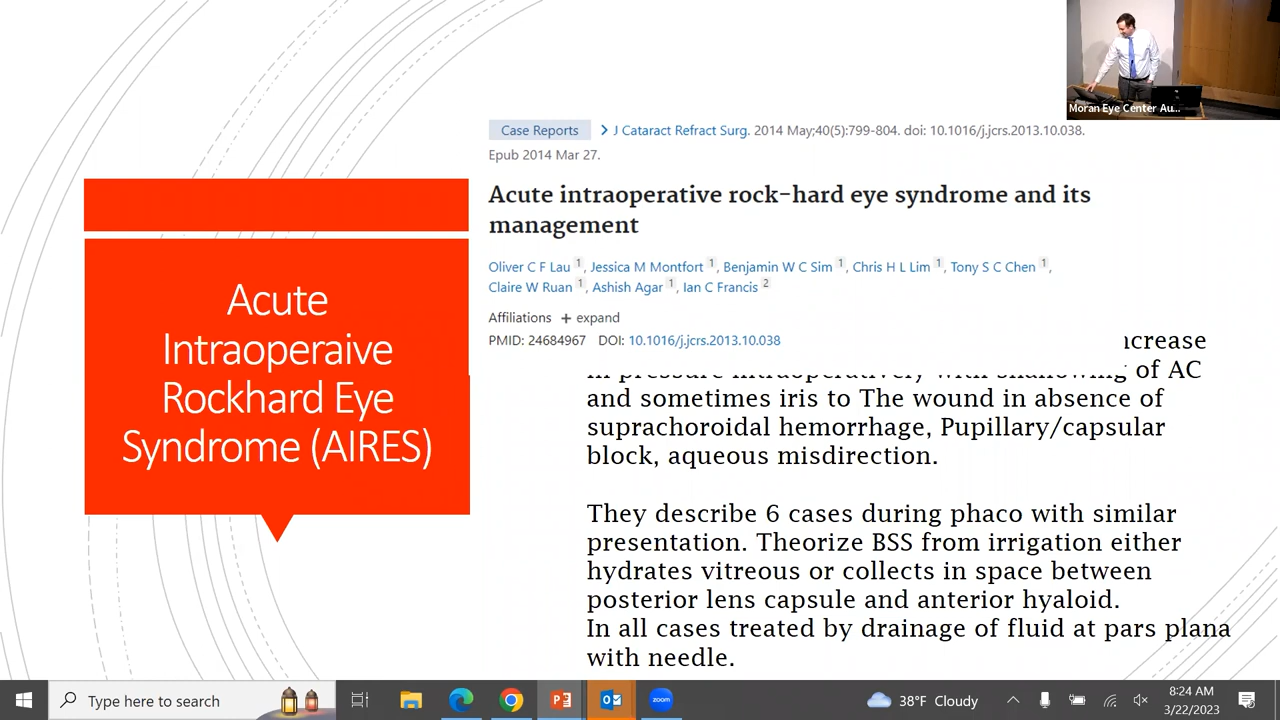 Moran Eye Center Au...
Case Reports > J Cataract Refract Surg. 2014 May;40(5):799-804. doi: 10.1016/j.jcrs.2013.10.038.
Epub 2014 Mar 27.
Acute intraoperative rock-hard eye syndrome and its
management
Oliver C F Lau 1, Jessica M Montfort 1, Benjamin W C Sim 1, Chris H L Lim 1, Tony S C Chen 1,
Claire W Ruan 1, Ashish Agar 1, Ian C Francis 2
Affiliations + expand
PMID: 24684967 DOI: 10.1016/j.jcrs.2013.10.038
Acute
Intraoperaive
Rockhard Eye
Syndrome (AIRES)
ncrease
in pressure intraoperatively with shallowing of AC
and sometimes iris to The wound in absence of
suprachoroidal hemorrhage, Pupillary/capsular
block, aqueous misdirection.
They describe 6 cases during phaco with similar
presentation. Theorize BSS from irrigation either
hydrates vitreous or collects in space between
posterior lens capsule and anterior hyaloid.
In all cases treated by drainage of fluid at pars plana
with needle.
Type here to search
zoom
38°F Cloudy
8:24 AM
3/22/2023